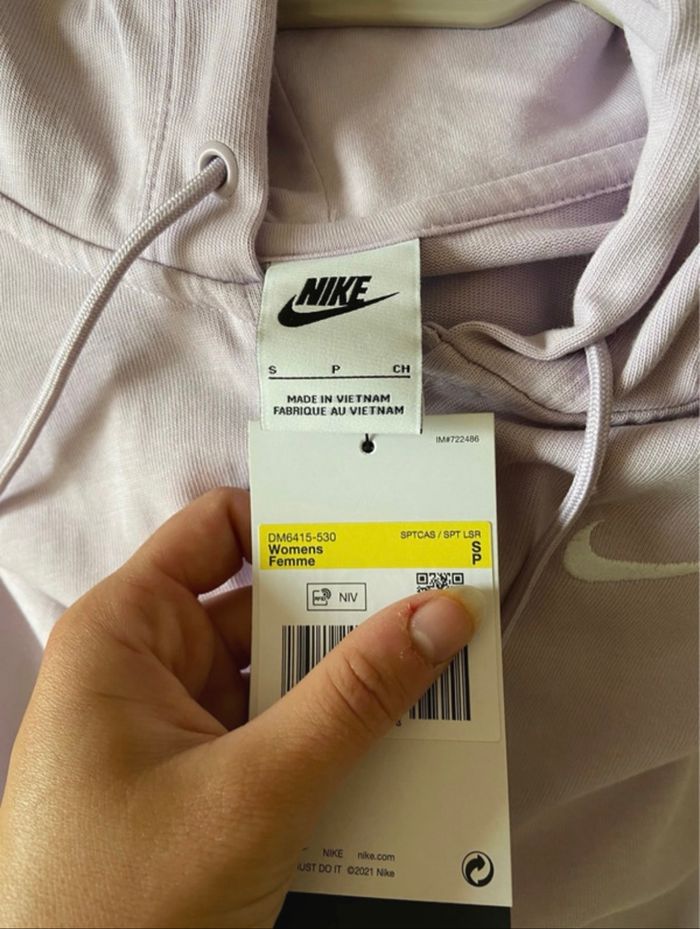 NIKE
S P CH
MADE IN VIETNAM
FABRIQUE AU VIETNAM
IM#722486
DM6415-530 SPTCAS / SPT LSR
Womens S
Femme P
NIV
NIKE nike.com
JUST DO IT ©2021 Nike